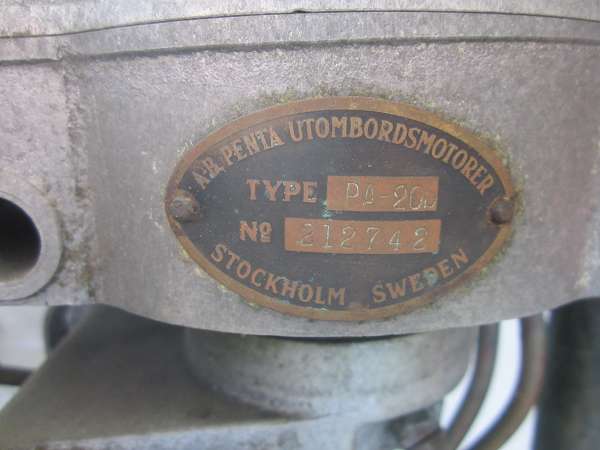 A-B. PENTA UTOMBORDSMOTORER
TYPE PA-20
No 212742
STOCKHOLM SWEDEN